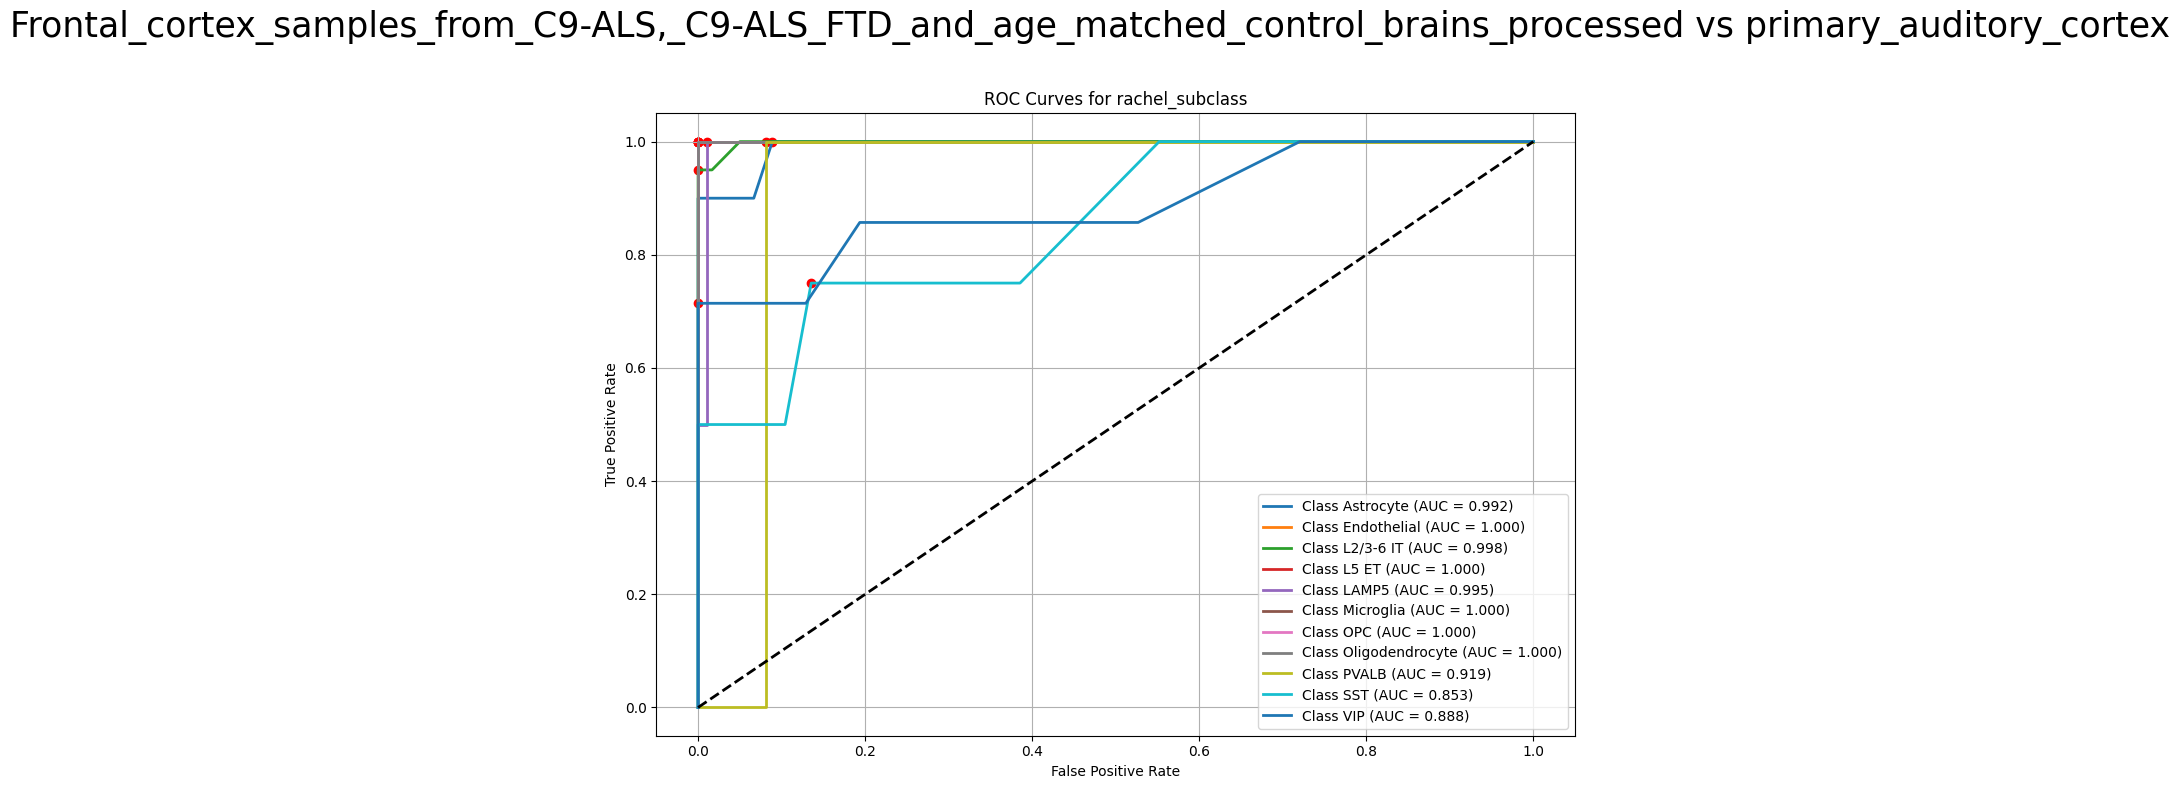 Frontal_cortex_samples_from_C9-ALS,_C9-ALS_FTD_and_age_matched_control_brains_processed vs primary_auditory_cortex
ROC Curves for rachel_subclass
True Positive Rate
1.0
0.8
0.6
0.4
0.2
0.0
0.0 0.2 0.4 0.6 0.8 1.0
False Positive Rate
Class Astrocyte (AUC = 0.992)
Class Endothelial (AUC = 1.000)
Class L2/3-6 IT (AUC = 0.998)
Class L5 ET (AUC = 1.000)
Class LAMP5 (AUC = 0.995)
Class Microglia (AUC = 1.000)
Class OPC (AUC = 1.000)
Class Oligodendrocyte (AUC = 1.000)
Class PVALB (AUC = 0.919)
Class SST (AUC = 0.853)
Class VIP (AUC = 0.888)